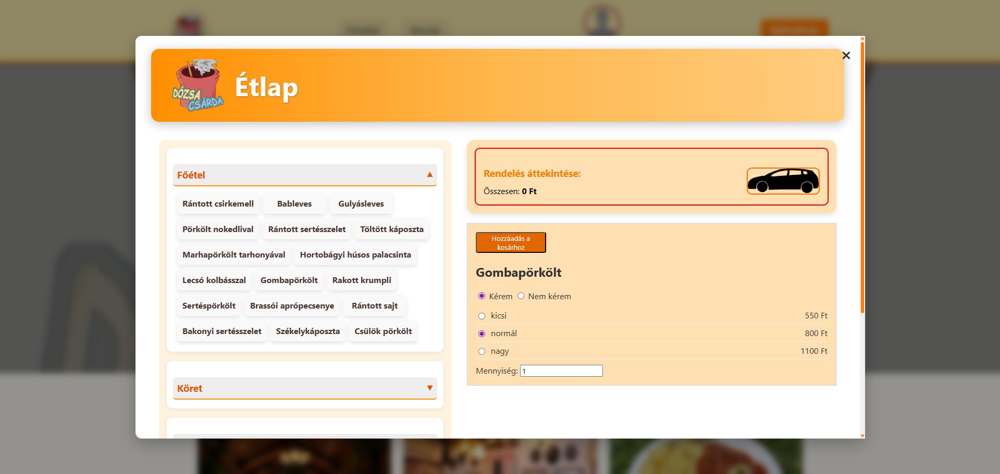 DÓZSA
CSÁRDA
Étlap
Főétel
Rántott csirkemell
Bableves
Gulyásleves
Pörkölt nokedlival
Rántott sertésszelet
Töltött káposzta
Marhapörkölt tarhonyával
Hortobágyi húsos palacsinta
Lecsó kolbásszal
Gombapörkölt
Rakott krumpli
Sertéspörkölt
Brassói aprópecsenye
Rántott sajt
Bakonyi sertésszelet
Székelykáposzta
Csülök pörkölt
Köret
Rendelés áttekintése:
Összesen: 0 Ft
Hozzáadás a
kosárhoz
Gombapörkölt
Kérem Nem kérem
kicsi 550 Ft
normál 800 Ft
nagy 1100 Ft
Mennyiség: 1